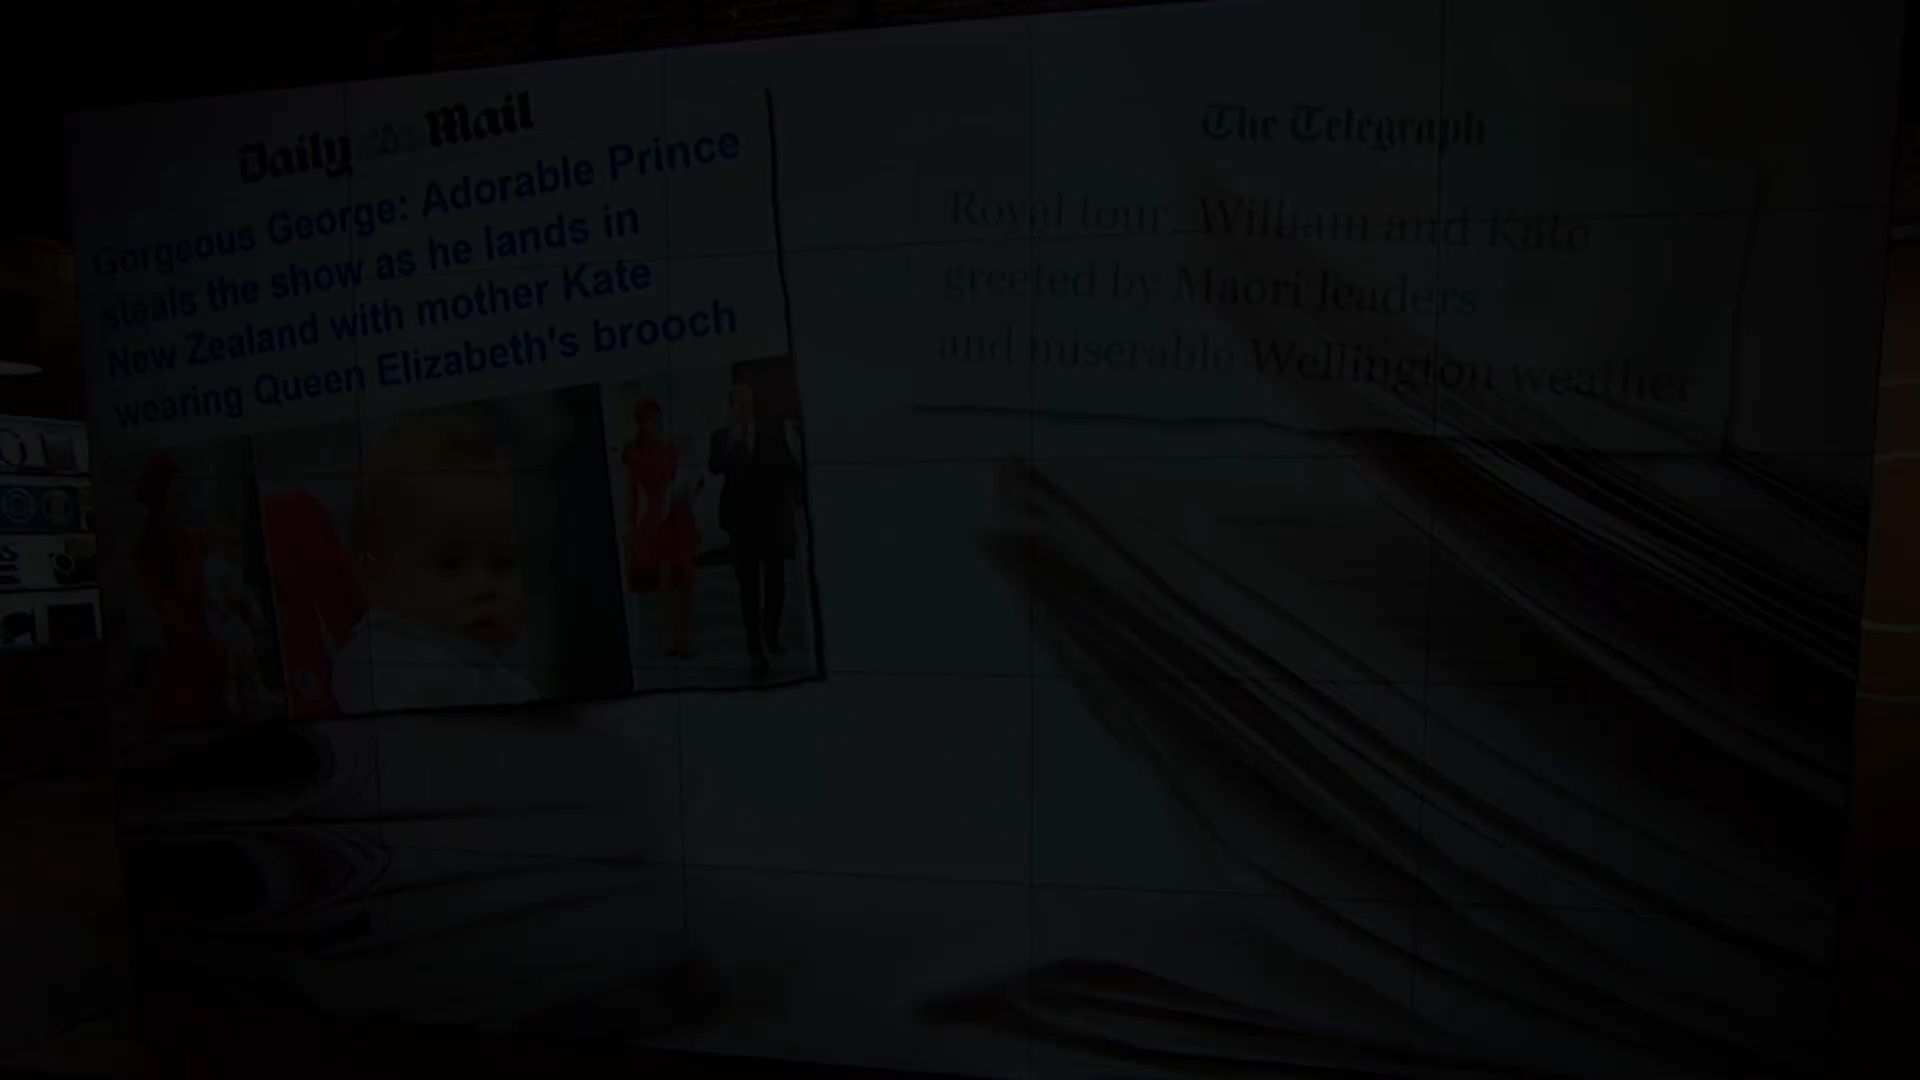 Daily Mail
Gorgeous George: Adorable Prince
steals the show as he lands in
New Zealand with mother Kate
wearing Queen Elizabeth's brooch
The Telegraph
Royal tour: William and Kate
greeted by Maori leaders
and miserable Wellington weather